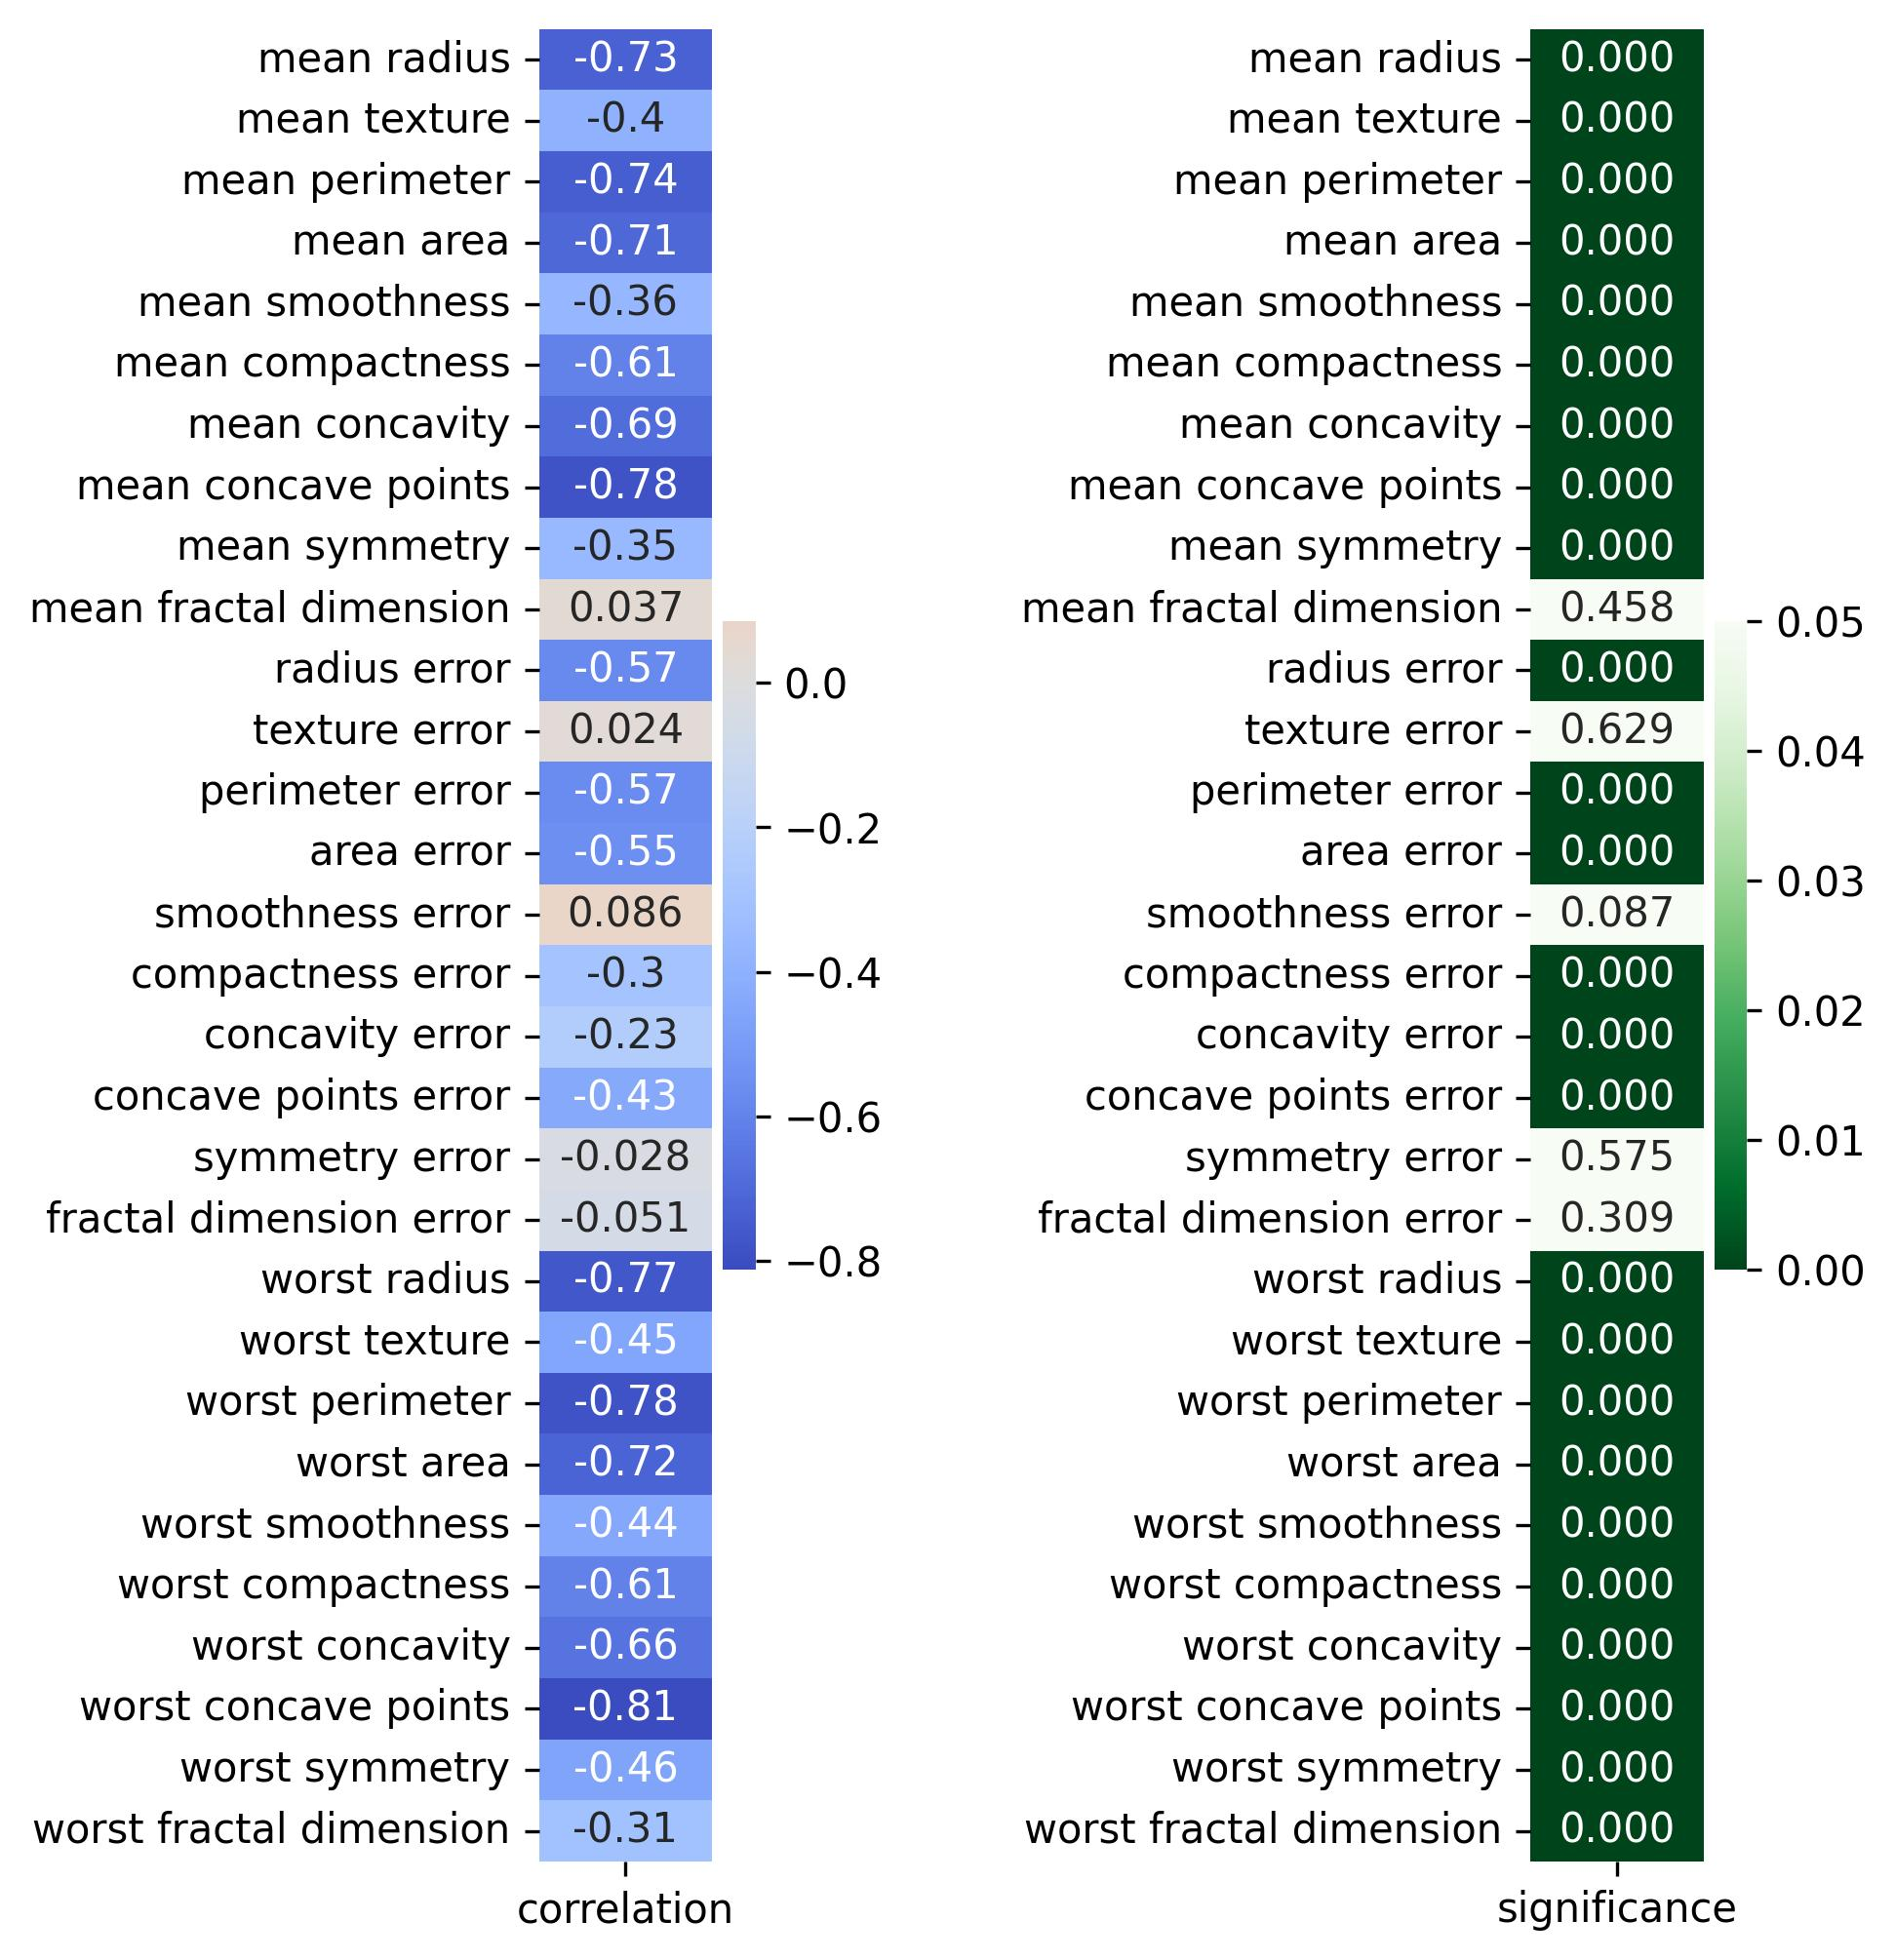 mean radius -0.73
mean texture -0.4
mean perimeter -0.74
mean area -0.71
mean smoothness -0.36
mean compactness -0.61
mean concavity -0.69
mean concave points -0.78
mean symmetry -0.35
mean fractal dimension 0.037
radius error -0.57
texture error 0.024
perimeter error -0.57
area error -0.55
smoothness error 0.086
compactness error -0.3
concavity error -0.23
concave points error -0.43
symmetry error -0.028
fractal dimension error -0.051
worst radius -0.77
worst texture -0.45
worst perimeter -0.78
worst area -0.72
worst smoothness -0.44
worst compactness -0.61
worst concavity -0.66
worst concave points -0.81
worst symmetry -0.46
worst fractal dimension -0.31
correlation
0.0
−0.2
−0.4
−0.6
−0.8
mean radius 0.000
mean texture 0.000
mean perimeter 0.000
mean area 0.000
mean smoothness 0.000
mean compactness 0.000
mean concavity 0.000
mean concave points 0.000
mean symmetry 0.000
mean fractal dimension 0.458
radius error 0.000
texture error 0.629
perimeter error 0.000
area error 0.000
smoothness error 0.087
compactness error 0.000
concavity error 0.000
concave points error 0.000
symmetry error 0.575
fractal dimension error 0.309
worst radius 0.000
worst texture 0.000
worst perimeter 0.000
worst area 0.000
worst smoothness 0.000
worst compactness 0.000
worst concavity 0.000
worst concave points 0.000
worst symmetry 0.000
worst fractal dimension 0.000
significance
0.05
0.04
0.03
0.02
0.01
0.00